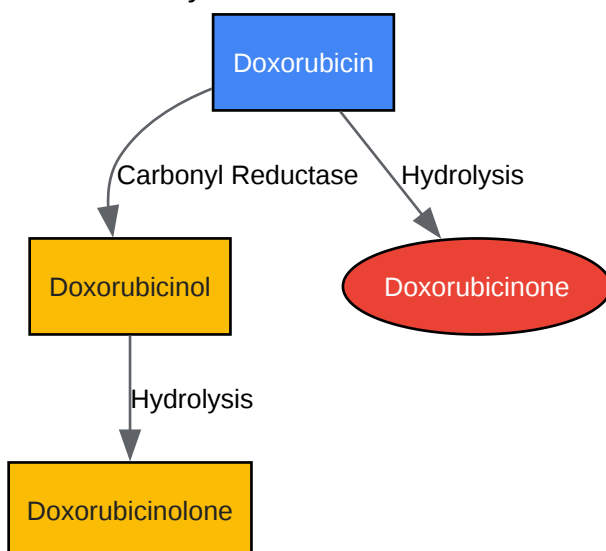 Doxorubicin
Carbonyl Reductase
Hydrolysis
Doxorubicinol
Doxorubicinone
Hydrolysis
Doxorubicinolone